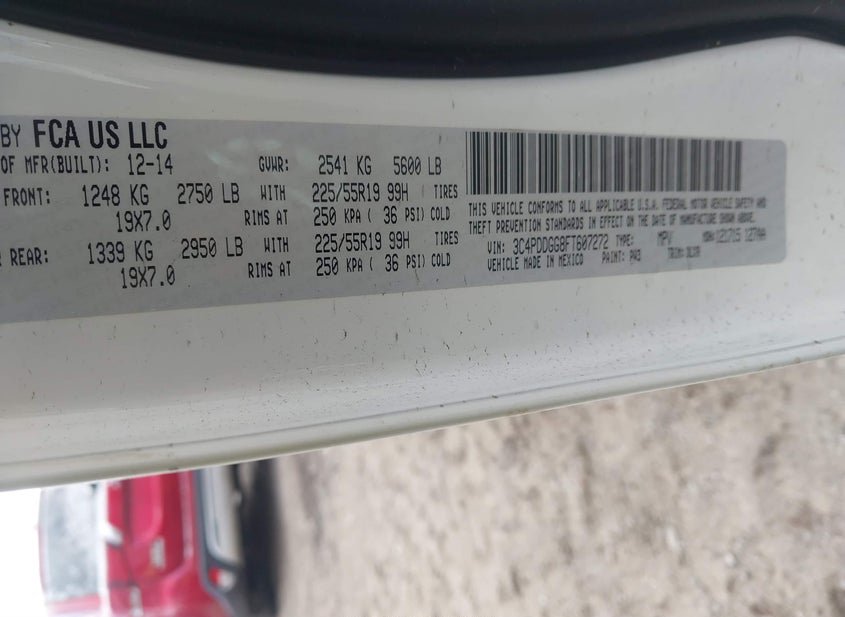 BY FCA US LLC
OF MFR(BUILT): 12-14 GVWR: 2541 KG 5600 LB
FRONT: 1248 KG 2750 LB WITH 225/55R19 99H TIRES
19X7.0 RIMS AT 250 KPA ( 36 PSI) COLD
REAR: 1339 KG 2950 LB WITH 225/55R19 99H TIRES
19X7.0 RIMS AT 250 KPA ( 36 PSI) COLD
THIS VEHICLE CONFORMS TO ALL APPLICABLE U.S.A. FEDERAL MOTOR VEHICLE SAFETY AND
THEFT PREVENTION STANDARDS IN EFFECT ON THE DATE OF MANUFACTURE SHOWN ABOVE.
VIN: 3C4PDDGG8FT607272 TYPE: MPV MDH: 121715 127AA
VEHICLE MADE IN MEXICO PAINT: PW3 TRIM: